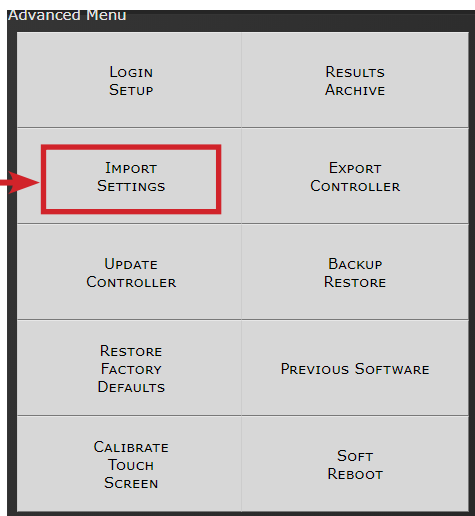 Advanced Menu
LOGIN
SETUP
RESULTS
ARCHIVE
IMPORT
SETTINGS
EXPORT
CONTROLLER
UPDATE
CONTROLLER
BACKUP
RESTORE
RESTORE
FACTORY
DEFAULTS
PREVIOUS SOFTWARE
CALIBRATE
TOUCH
SCREEN
SOFT
REBOOT